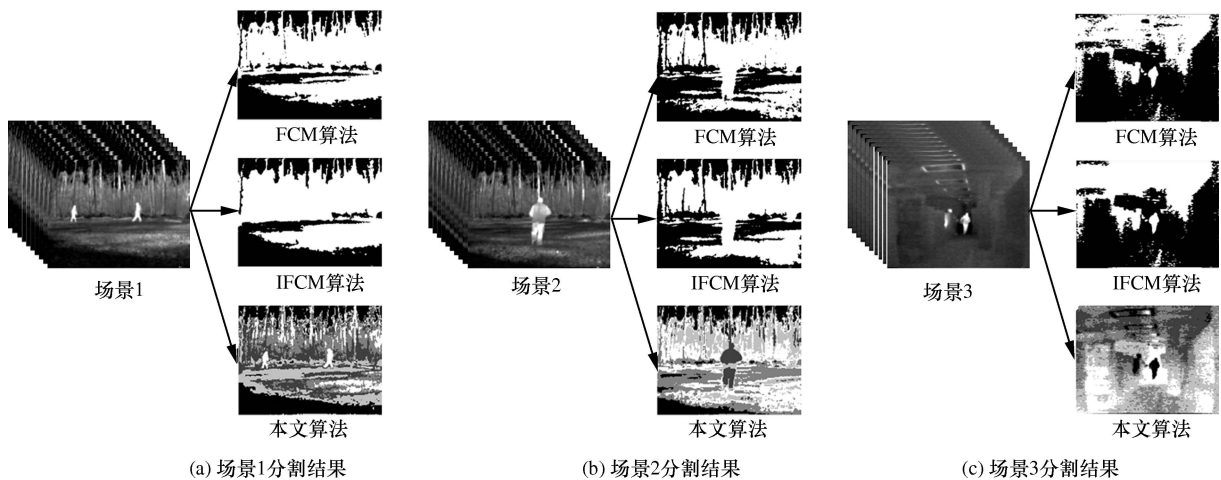 FCM算法
场景1
IFCM算法
本文算法
(a) 场景1分割结果
FCM算法
场景2
IFCM算法
本文算法
(b) 场景2分割结果
FCM算法
场景3
IFCM算法
本文算法
(c) 场景3分割结果